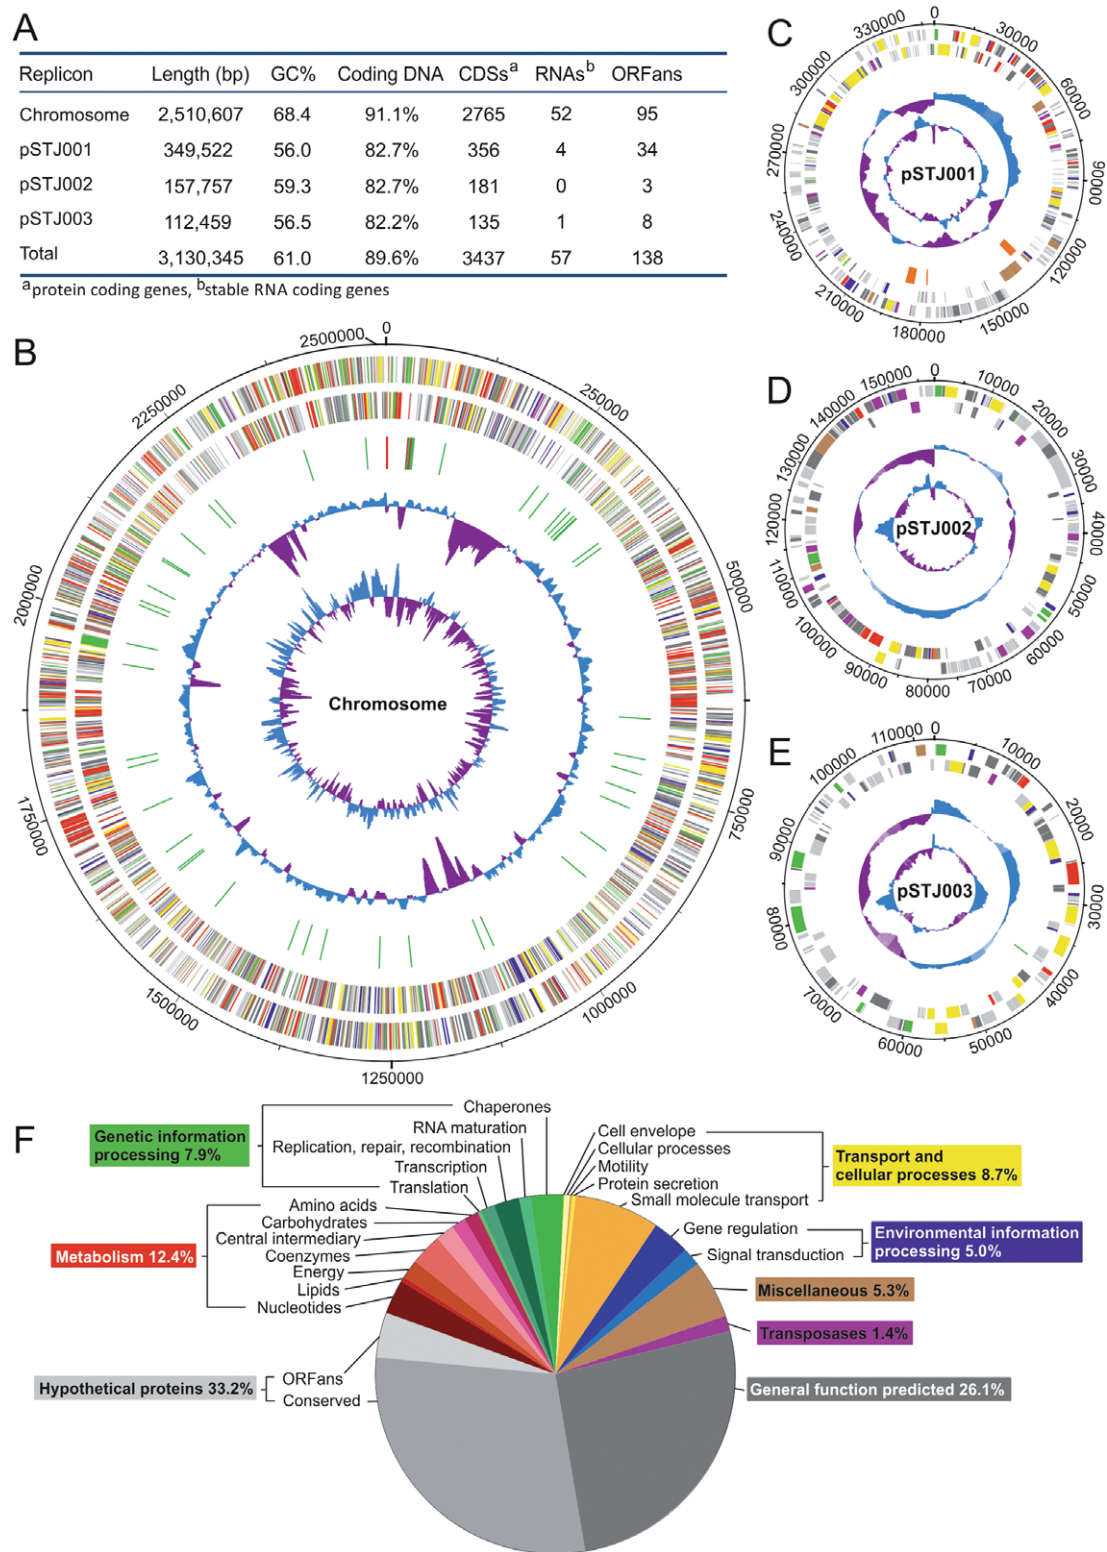 A
Replicon Length (bp) GC% Coding DNA CDSsa RNAsb ORFans
Chromosome 2,510,607 68.4 91.1% 2765 52 95
pSTJ001 349,522 56.0 82.7% 356 4 34
pSTJ002 157,757 59.3 82.7% 181 0 3
pSTJ003 112,459 56.5 82.2% 135 1 8
Total 3,130,345 61.0 89.6% 3437 57 138
aprotein coding genes, bstable RNA coding genes
B
0
250000
500000
750000
1000000
1250000
1500000
1750000
2000000
2250000
2500000
Chromosome
C
0
30000
60000
90000
120000
150000
180000
210000
240000
270000
300000
330000
pSTJ001
D
0
10000
20000
30000
40000
50000
60000
70000
80000
90000
100000
110000
120000
130000
140000
150000
pSTJ002
E
0
10000
20000
30000
40000
50000
60000
70000
80000
90000
100000
110000
pSTJ003
F
Genetic information
processing 7.9%
Chaperones
RNA maturation
Replication, repair, recombination
Transcription
Translation
Metabolism 12.4%
Amino acids
Carbohydrates
Central intermediary
Coenzymes
Energy
Lipids
Nucleotides
Hypothetical proteins 33.2%
ORFans
Conserved
Cell envelope
Cellular processes
Motility
Protein secretion
Small molecule transport
Transport and
cellular processes 8.7%
Gene regulation
Signal transduction
Environmental information
processing 5.0%
Miscellaneous 5.3%
Transposases 1.4%
General function predicted 26.1%